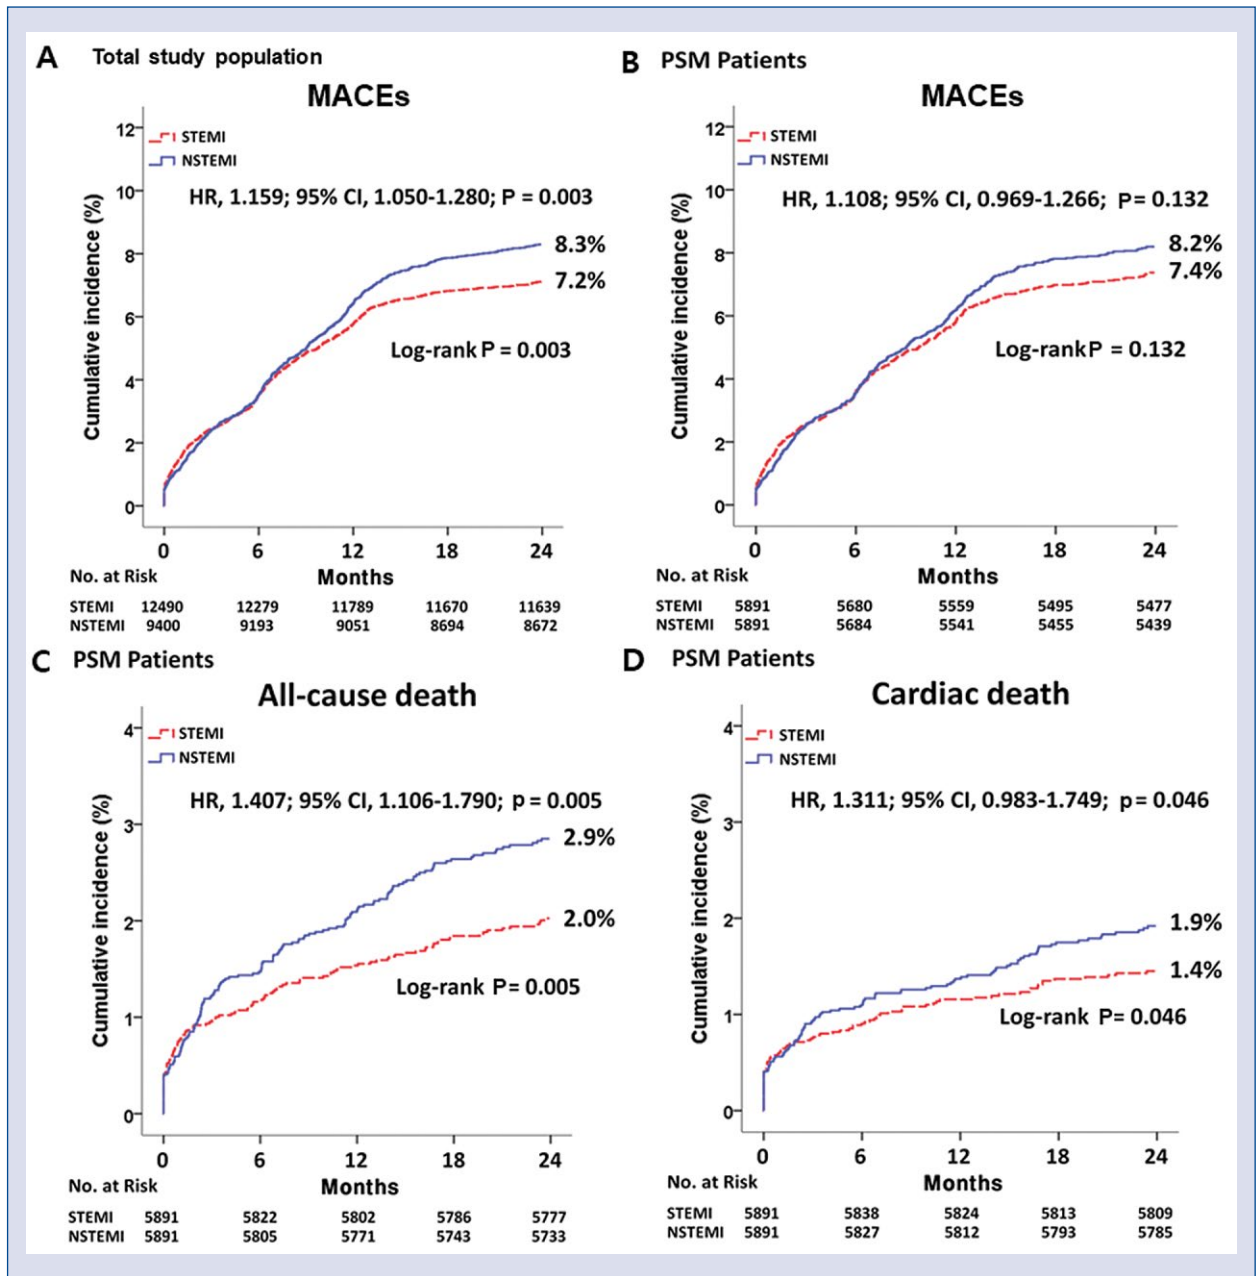 A Total study population
MACEs
STEMI
NSTEMI
HR, 1.159; 95% CI, 1.050-1.280; P = 0.003
8.3%
7.2%
Log-rank P = 0.003
Cumulative incidence (%)
12
10
8
6
4
2
0
0 6 12 18 24
No. at Risk Months
STEMI 12490 12279 11789 11670 11639
NSTEMI 9400 9193 9051 8694 8672
B PSM Patients
MACEs
STEMI
NSTEMI
HR, 1.108; 95% CI, 0.969-1.266; P = 0.132
8.2%
7.4%
Log-rank P = 0.132
Cumulative incidence (%)
12
10
8
6
4
2
0
0 6 12 18 24
No. at Risk Months
STEMI 5891 5680 5559 5495 5477
NSTEMI 5891 5684 5541 5455 5439
C PSM Patients
All-cause death
STEMI
NSTEMI
HR, 1.407; 95% CI, 1.106-1.790; p = 0.005
2.9%
2.0%
Log-rank P = 0.005
Cumulative incidence (%)
4
3
2
1
0
0 6 12 18 24
No. at Risk Months
STEMI 5891 5822 5802 5786 5777
NSTEMI 5891 5805 5771 5743 5733
D PSM Patients
Cardiac death
STEMI
NSTEMI
HR, 1.311; 95% CI, 0.983-1.749; p = 0.046
1.9%
1.4%
Log-rank P = 0.046
Cumulative incidence (%)
4
3
2
1
0
0 6 12 18 24
No. at Risk Months
STEMI 5891 5838 5824 5813 5809
NSTEMI 5891 5827 5812 5793 5785